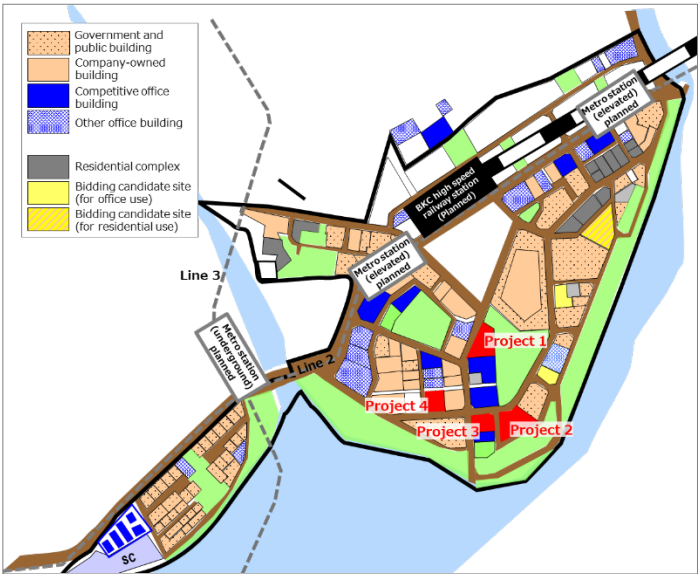 Government and
public building
Company-owned
building
Competitive office
building
Other office building
Residential complex
Bidding candidate site
(for office use)
Bidding candidate site
(for residential use)
Metro station
(elevated)
planned
BKC high speed
railway station
(Planned)
Metro station
(elevated)
planned
Line 3
Metro station
(underground)
planned
Line 2
Project 1
Project 4
Project 3
Project 2
SC